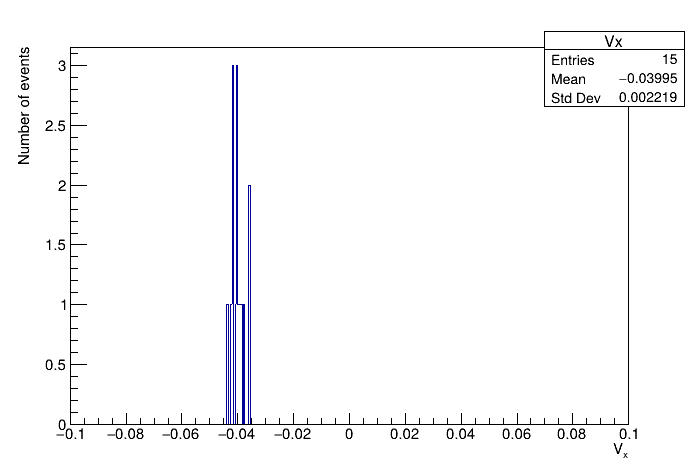 Vx
Entries 15
Mean −0.03995
Std Dev 0.002219
Number of events
3
2.5
2
1.5
1
0.5
0
−0.1 −0.08 −0.06 −0.04 −0.02 0 0.02 0.04 0.06 0.08 0.1
Vx